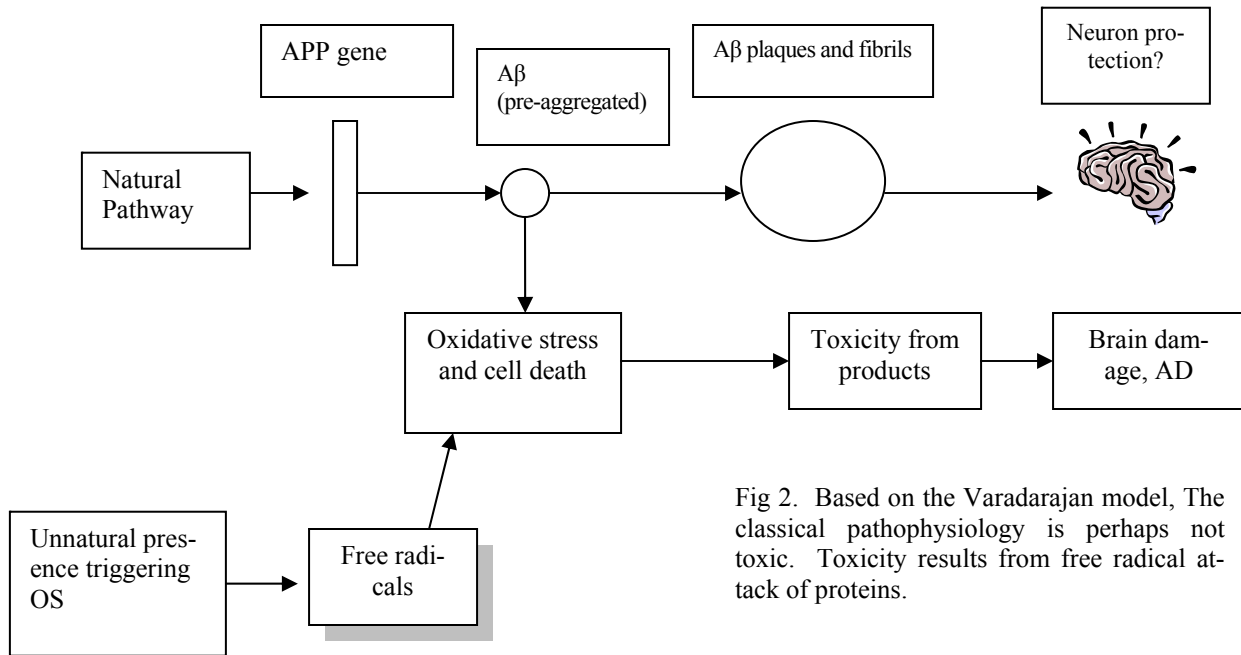 APP gene
Aβ
(pre-aggregated)
Aβ plaques and fibrils
Neuron pro-
tection?
Natural
Pathway
Oxidative stress
and cell death
Toxicity from
products
Brain dam-
age, AD
Unnatural pres-
ence triggering
OS
Free radi-
cals
Fig 2. Based on the Varadarajan model, The
classical pathophysiology is perhaps not
toxic. Toxicity results from free radical at-
tack of proteins.